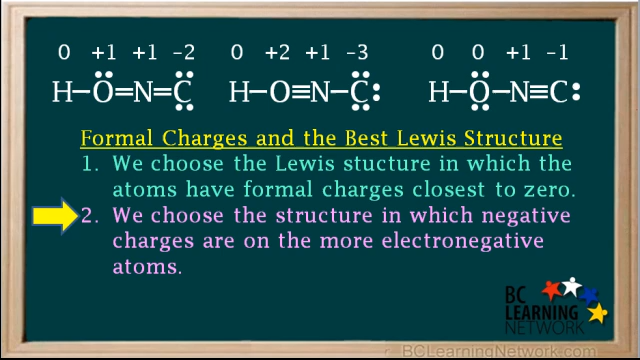 0 +1 +1 –2 0 +2 +1 –3 0 0 +1 –1
H–Ö=N=C̈ H–O≡N–C̈: H–Ö–N≡C:
Formal Charges and the Best Lewis Structure
1. We choose the Lewis stucture in which the
atoms have formal charges closest to zero.
2. We choose the structure in which negative
charges are on the more electronegative
atoms.
BC
LEARNING
NETWORK
BCLearningNetwork.com